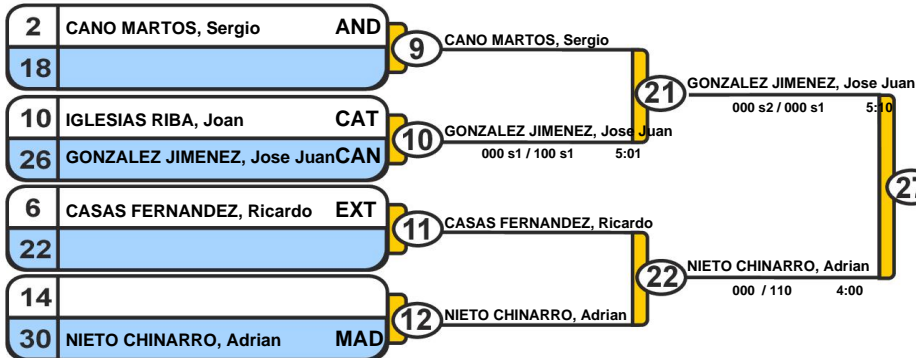 2 CANO MARTOS, Sergio AND
18
9
CANO MARTOS, Sergio
10 IGLESIAS RIBA, Joan CAT
26 GONZALEZ JIMENEZ, Jose Juan CAN
10
GONZALEZ JIMENEZ, Jose Juan
000 s1 / 100 s1 5:01
21
GONZALEZ JIMENEZ, Jose Juan
000 s2 / 000 s1 5:10
6 CASAS FERNANDEZ, Ricardo EXT
22
11
CASAS FERNANDEZ, Ricardo
14
30 NIETO CHINARRO, Adrian MAD
12
NIETO CHINARRO, Adrian
22
NIETO CHINARRO, Adrian
000 / 110 4:00
27